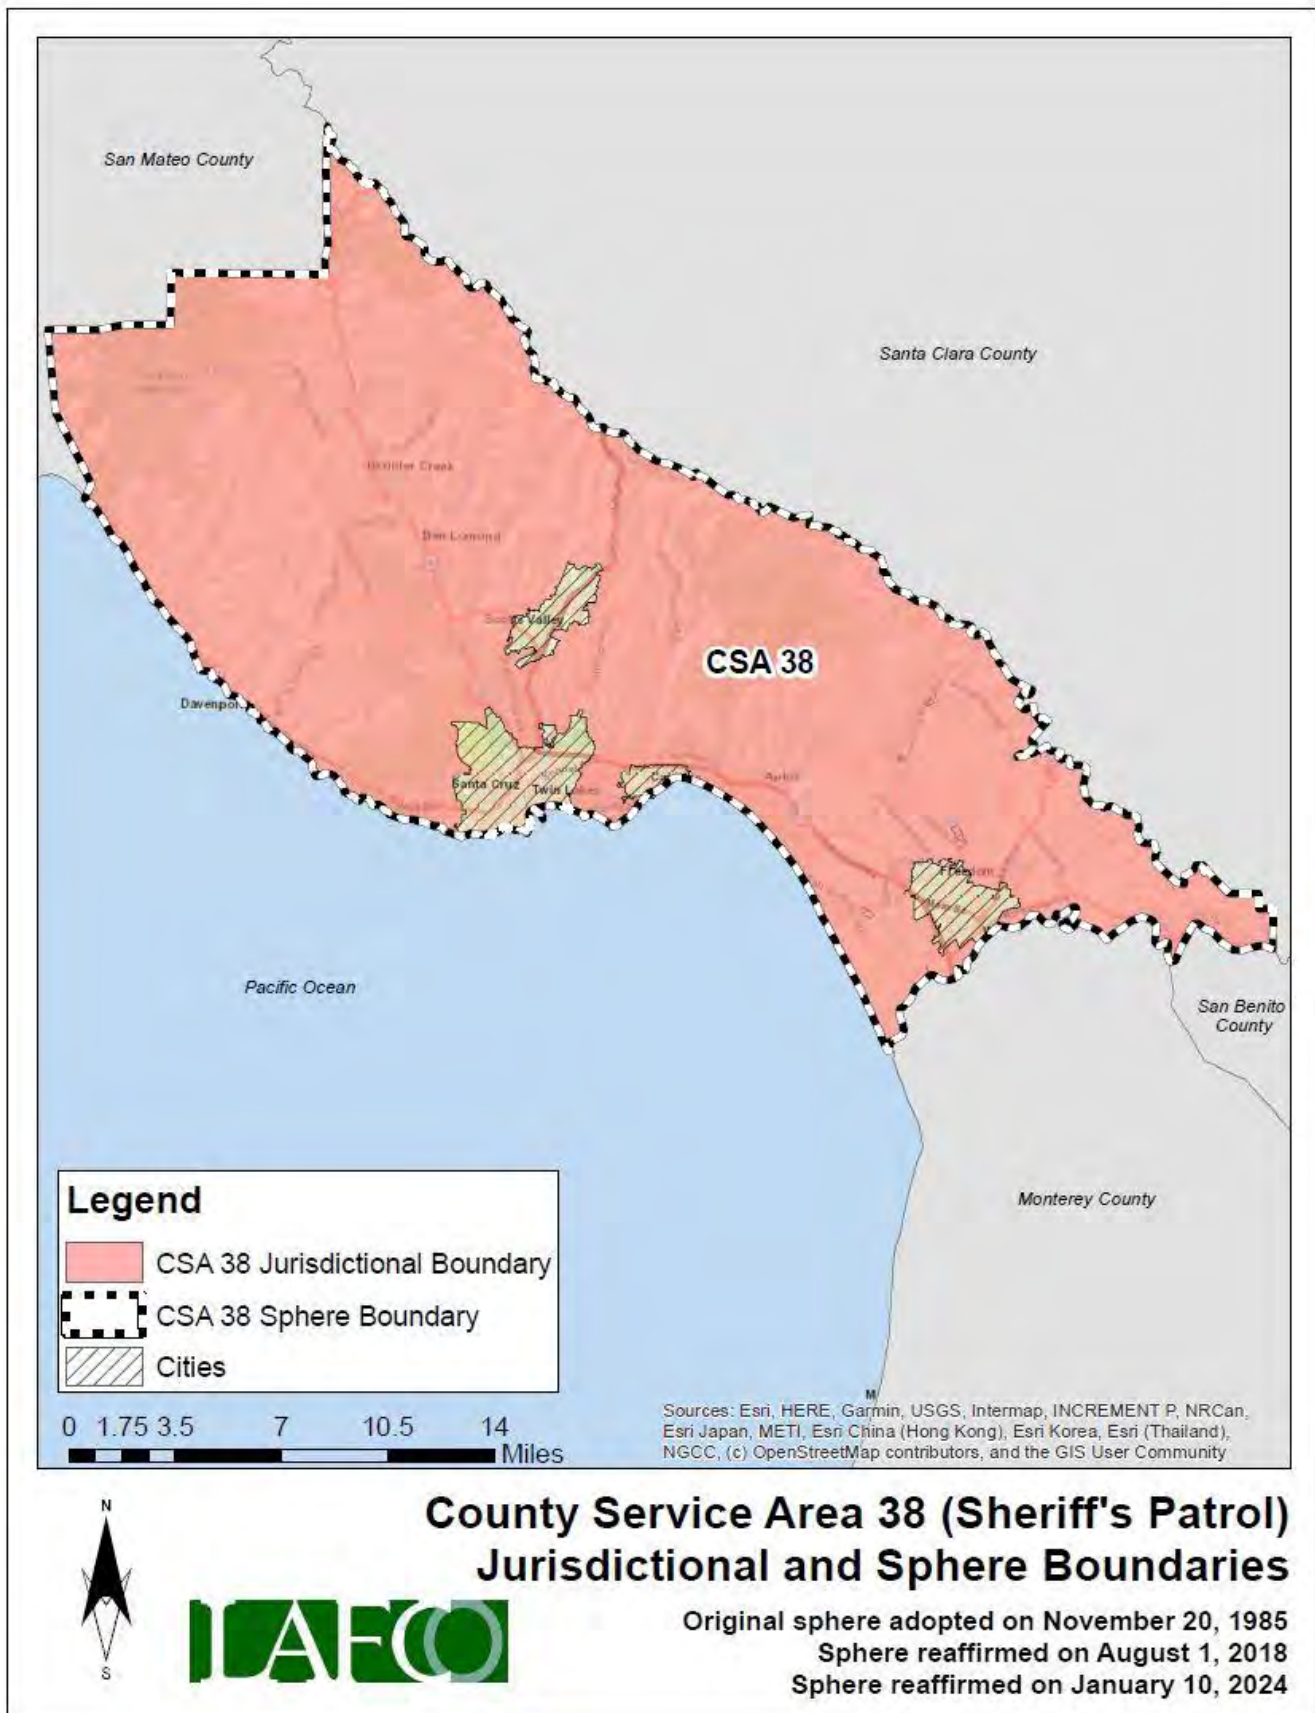 San Mateo County
Santa Clara County
Ben Lomond
Scotts Valley
CSA 38
Davenpor
Santa Cruz
Twin Lakes
Freedom
Pacific Ocean
San Benito
County
Monterey County
Legend
CSA 38 Jurisdictional Boundary
CSA 38 Sphere Boundary
Cities
0 1.75 3.5 7 10.5 14
Miles
M
Sources: Esri, HERE, Garmin, USGS, Intermap, INCREMENT P, NRCan,
Esri Japan, METI, Esri China (Hong Kong), Esri Korea, Esri (Thailand),
NGCC, (c) OpenStreetMap contributors, and the GIS User Community
N
S
LAFCO
County Service Area 38 (Sheriff's Patrol)
Jurisdictional and Sphere Boundaries
Original sphere adopted on November 20, 1985
Sphere reaffirmed on August 1, 2018
Sphere reaffirmed on January 10, 2024